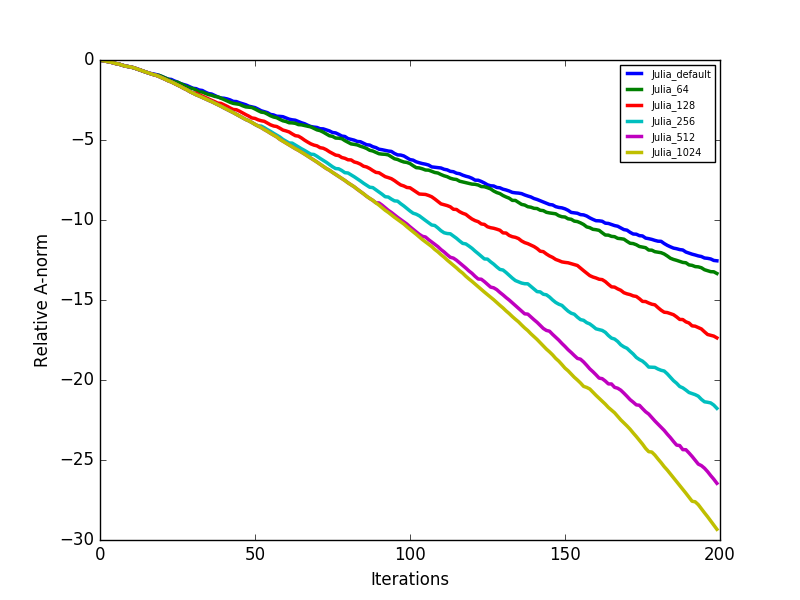 0
−5
−10
−15
−20
−25
−30
Relative A-norm
0
50
100
150
200
Iterations
Julia_default
Julia_64
Julia_128
Julia_256
Julia_512
Julia_1024